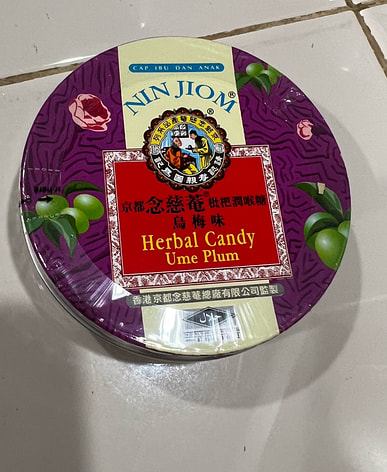 CAP IBU DAN ANAK
NIN JIOM®
京都念慈菴®枇杷潤喉糖
烏梅味
Herbal Candy
Ume Plum
香港京都念慈菴總廠有限公司監製